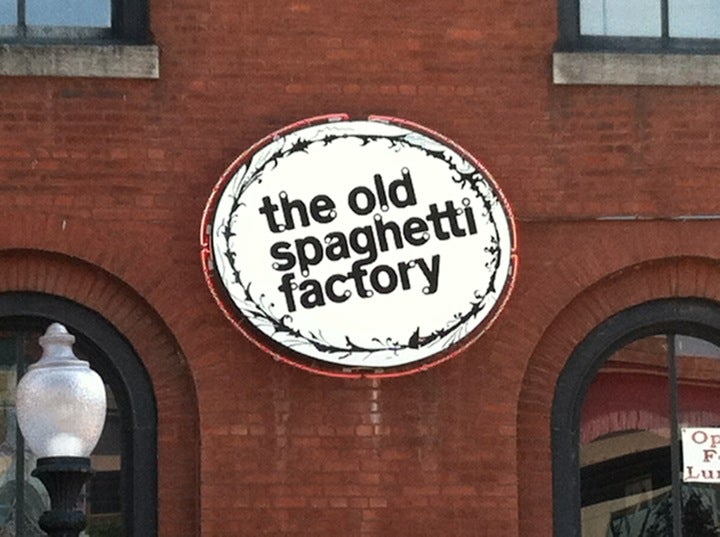 the old
spaghetti
factory